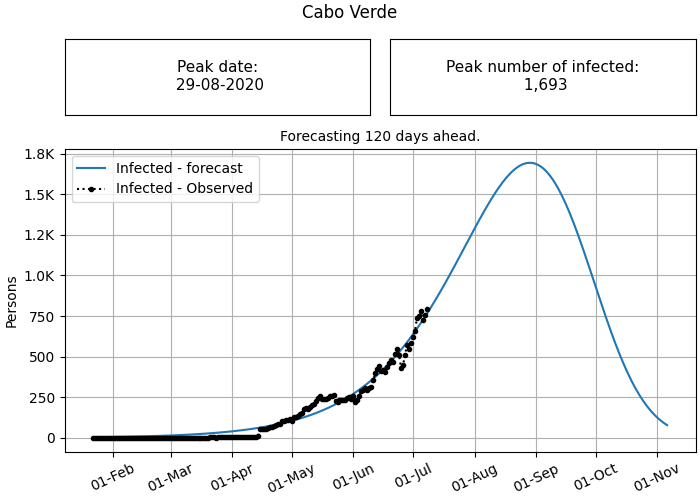 Cabo Verde
Peak date:
29-08-2020
Peak number of infected:
1,693
Forecasting 120 days ahead.
Infected - forecast
Infected - Observed
Persons
1.8K
1.5K
1.2K
1.0K
750
500
250
0
01-Feb
01-Mar
01-Apr
01-May
01-Jun
01-Jul
01-Aug
01-Sep
01-Oct
01-Nov